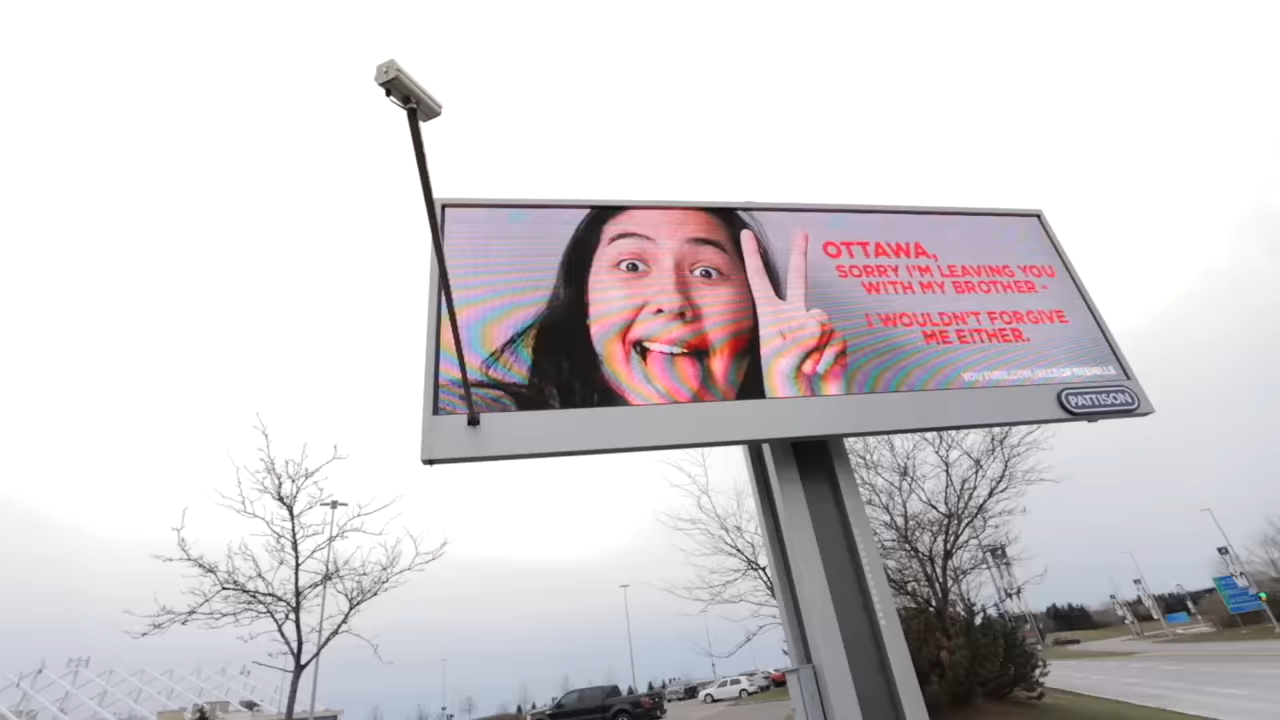 OTTAWA,
SORRY I'M LEAVING YOU
WITH MY BROTHER -
I WOULDN'T FORGIVE
ME EITHER.
PATTISON